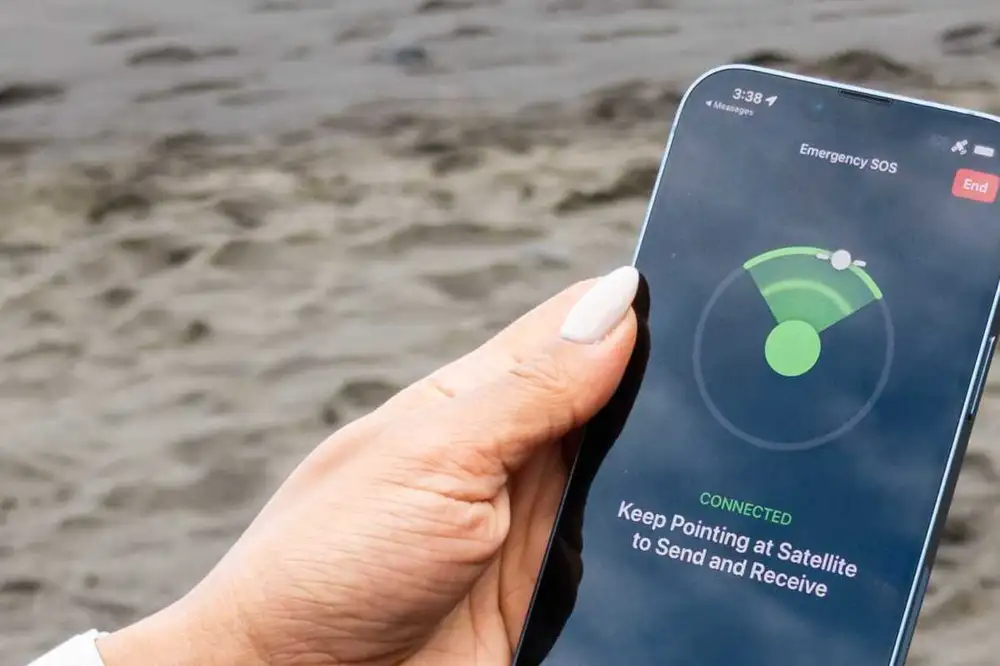 3:38
Messages
Emergency SOS
End
CONNECTED
Keep Pointing at Satellite
to Send and Receive